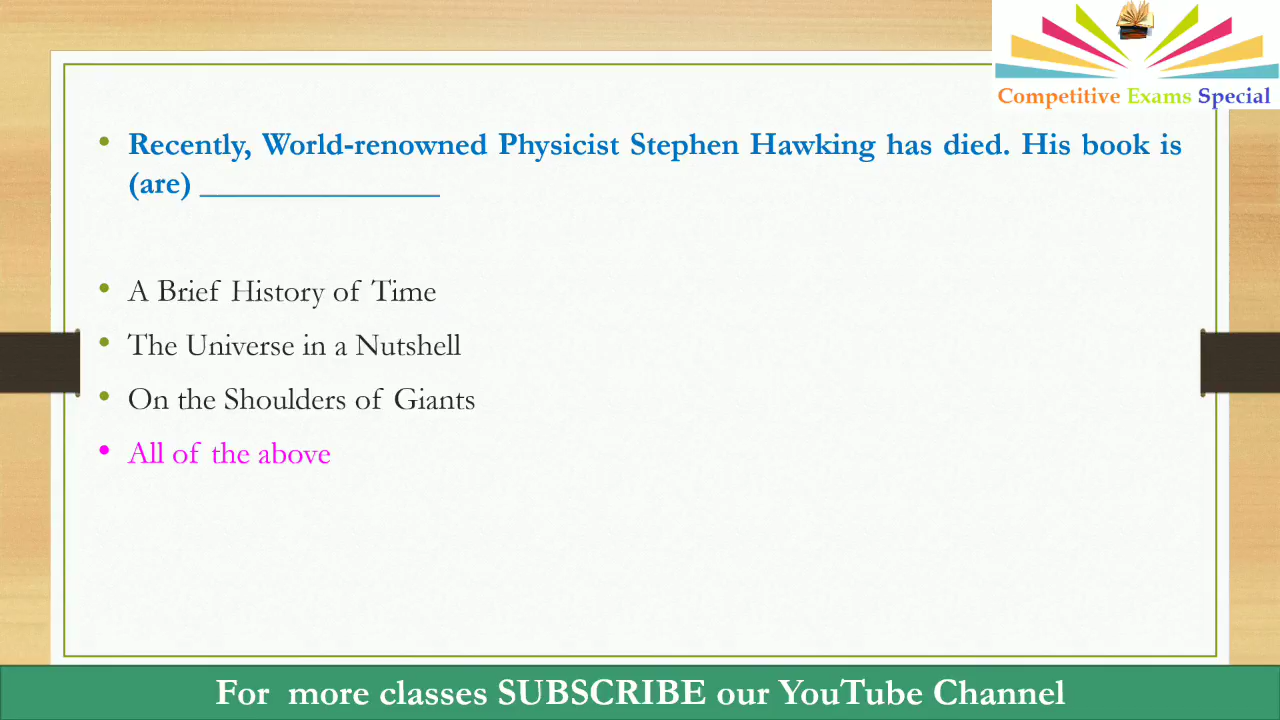 Competitive Exams Special
• Recently, World-renowned Physicist Stephen Hawking has died. His book is
(are) _______________
• A Brief History of Time
• The Universe in a Nutshell
• On the Shoulders of Giants
• All of the above
For more classes SUBSCRIBE our YouTube Channel